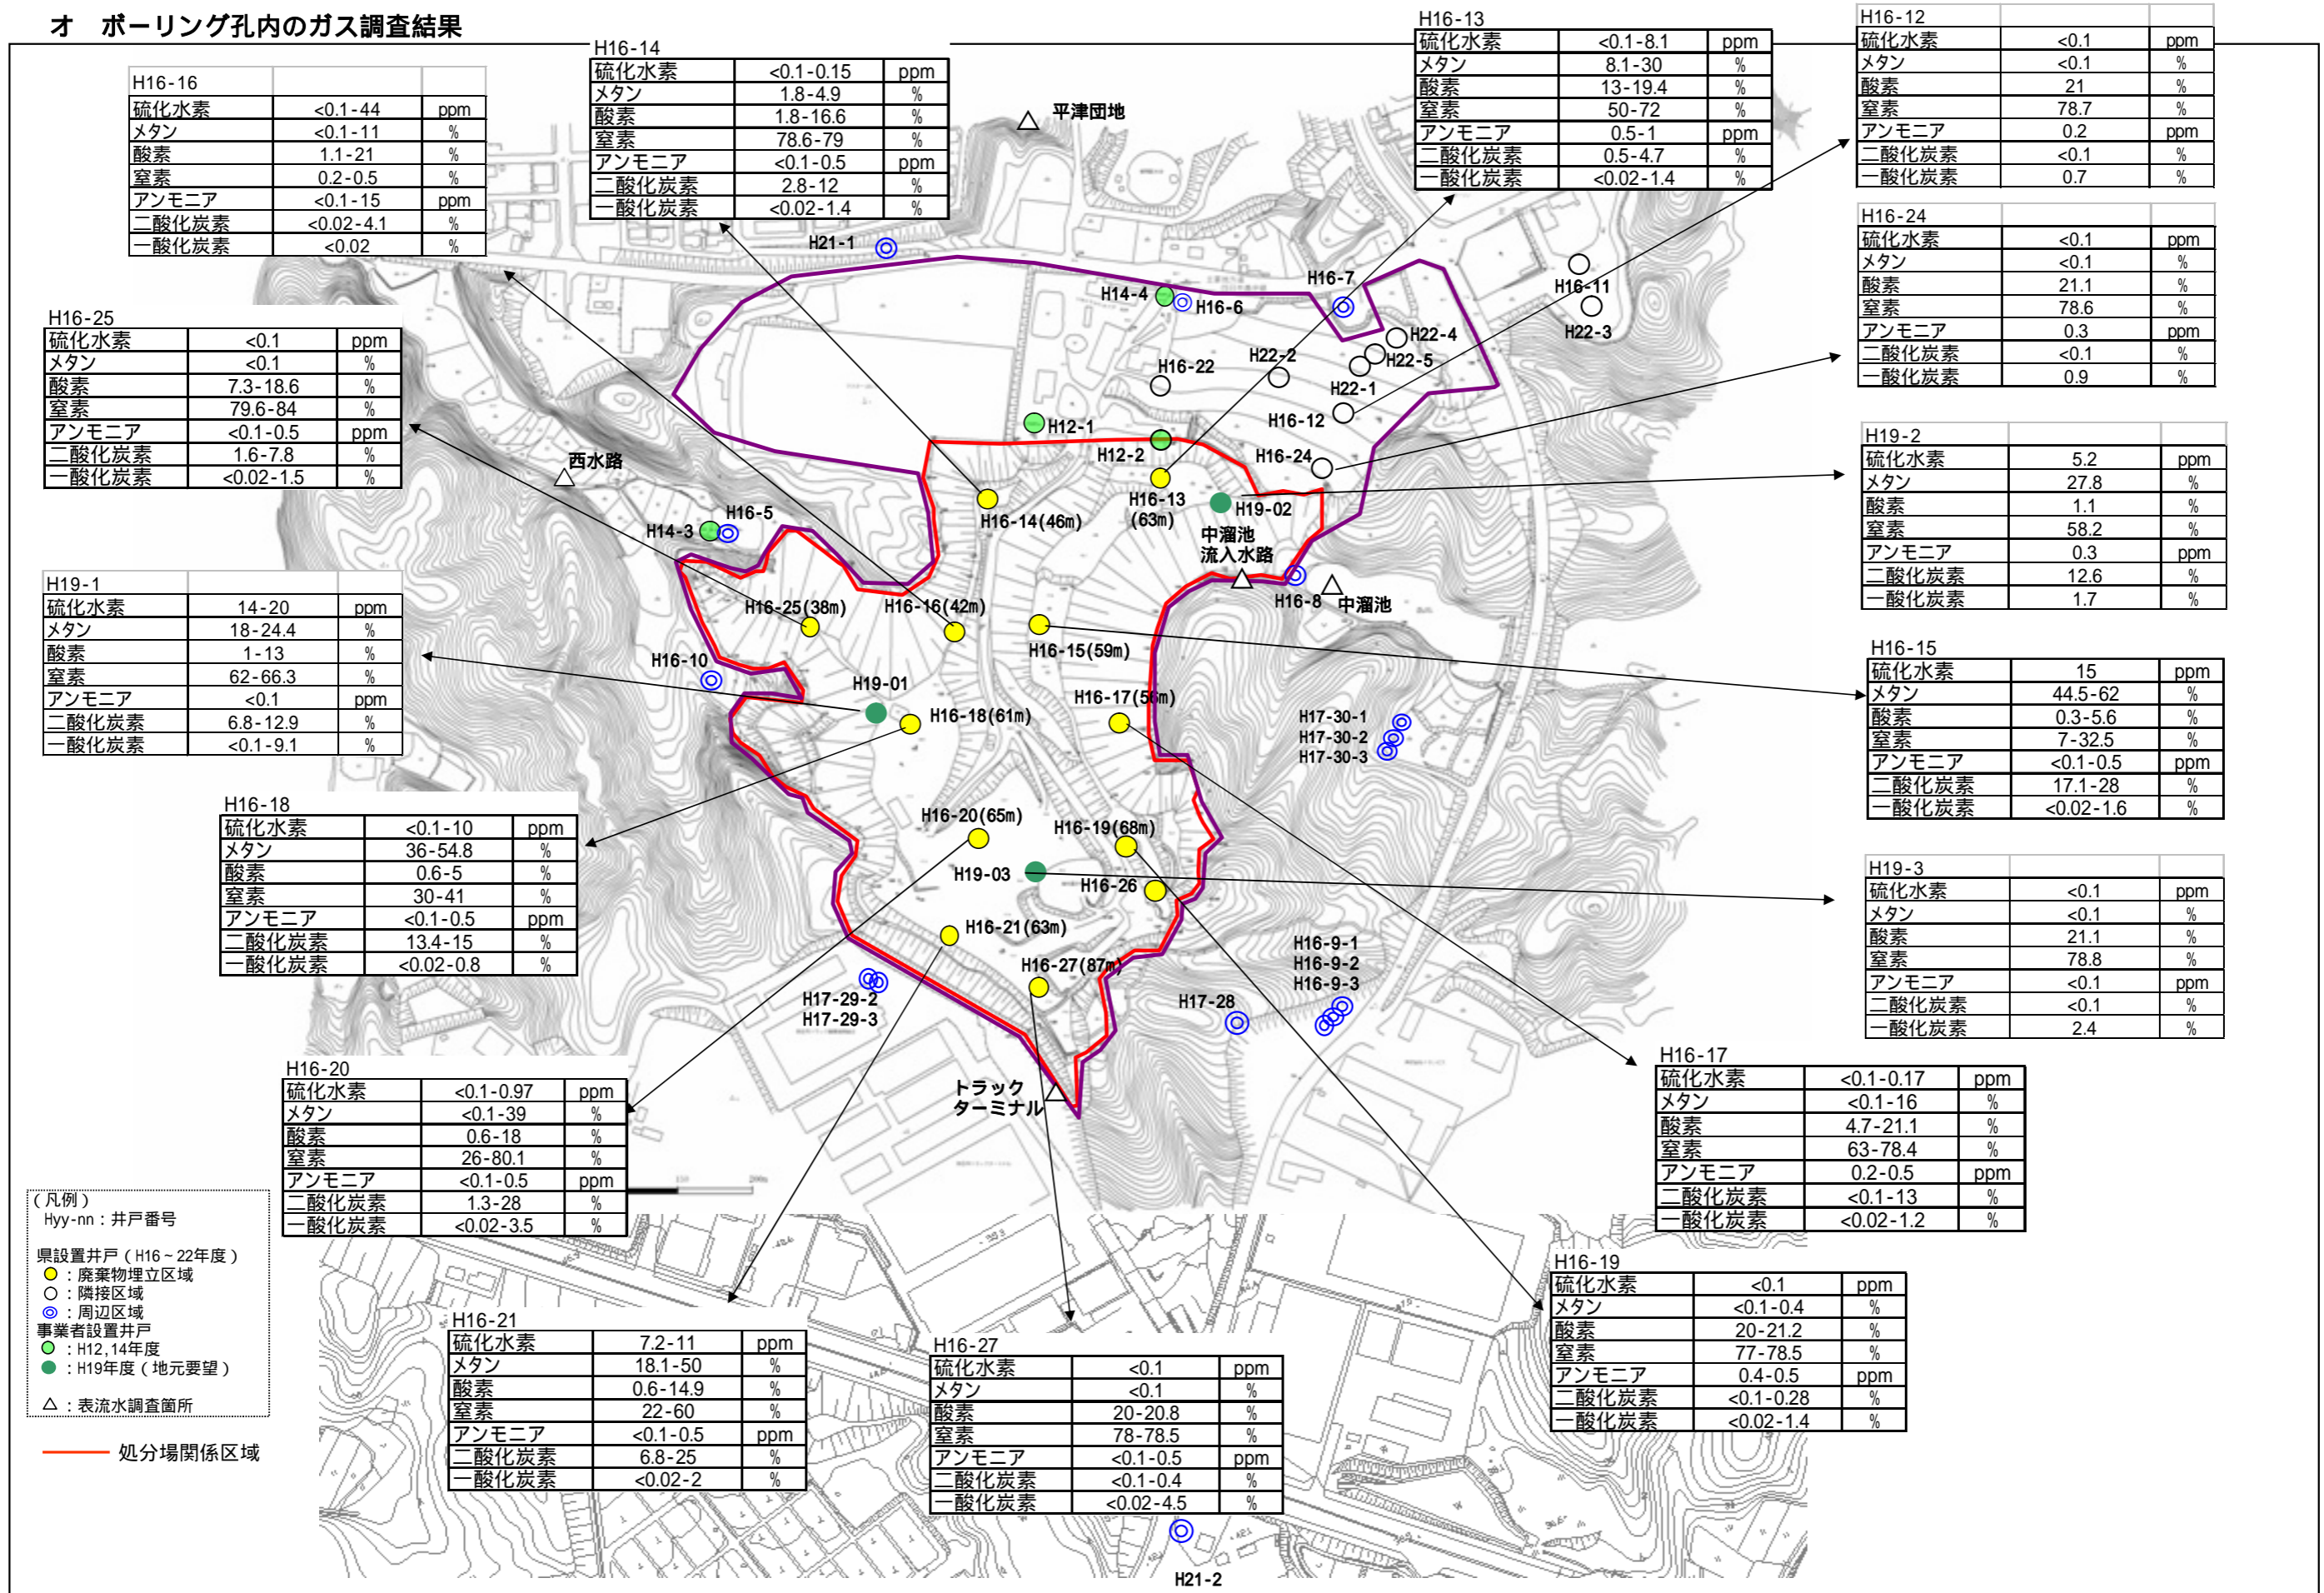 オ ボーリング孔内のガス調査結果
H16-16
硫化水素 <0.1-44 ppm
メタン <0.1-11 %
酸素 1.1-21 %
窒素 0.2-0.5 %
アンモニア <0.1-15 ppm
二酸化炭素 <0.02-4.1 %
一酸化炭素 <0.02 %
H16-14
硫化水素 <0.1-0.15 ppm
メタン 1.8-4.9 %
酸素 1.8-16.6 %
窒素 78.6-79 %
アンモニア <0.1-0.5 ppm
二酸化炭素 2.8-12 %
一酸化炭素 <0.02-1.4 %
H16-13
硫化水素 <0.1-8.1 ppm
メタン 8.1-30 %
酸素 13-19.4 %
窒素 50-72 %
アンモニア 0.5-1 ppm
二酸化炭素 0.5-4.7 %
一酸化炭素 <0.02-1.4 %
H16-12
硫化水素 <0.1 ppm
メタン <0.1 %
酸素 21 %
窒素 78.7 %
アンモニア 0.2 ppm
二酸化炭素 <0.1 %
一酸化炭素 0.7 %
H16-24
硫化水素 <0.1 ppm
メタン <0.1 %
酸素 21.1 %
窒素 78.6 %
アンモニア 0.3 ppm
二酸化炭素 <0.1 %
一酸化炭素 0.9 %
H16-25
硫化水素 <0.1 ppm
メタン <0.1 %
酸素 7.3-18.6 %
窒素 79.6-84 %
アンモニア <0.1-0.5 ppm
二酸化炭素 1.6-7.8 %
一酸化炭素 <0.02-1.5 %
H19-2
硫化水素 5.2 ppm
メタン 27.8 %
酸素 1.1 %
窒素 58.2 %
アンモニア 0.3 ppm
二酸化炭素 12.6 %
一酸化炭素 1.7 %
H19-1
硫化水素 14-20 ppm
メタン 18-24.4 %
酸素 1-13 %
窒素 62-66.3 %
アンモニア <0.1 ppm
二酸化炭素 6.8-12.9 %
一酸化炭素 <0.1-9.1 %
H16-15
硫化水素 15 ppm
メタン 44.5-62 %
酸素 0.3-5.6 %
窒素 7-32.5 %
アンモニア <0.1-0.5 ppm
二酸化炭素 17.1-28 %
一酸化炭素 <0.02-1.6 %
H16-18
硫化水素 <0.1-10 ppm
メタン 36-54.8 %
酸素 0.6-5 %
窒素 30-41 %
アンモニア <0.1-0.5 ppm
二酸化炭素 13.4-15 %
一酸化炭素 <0.02-0.8 %
H19-3
硫化水素 <0.1 ppm
メタン <0.1 %
酸素 21.1 %
窒素 78.8 %
アンモニア <0.1 ppm
二酸化炭素 <0.1 %
一酸化炭素 2.4 %
H16-20
硫化水素 <0.1-0.97 ppm
メタン <0.1-39 %
酸素 0.6-18 %
窒素 26-80.1 %
アンモニア <0.1-0.5 ppm
二酸化炭素 1.3-28 %
一酸化炭素 <0.02-3.5 %
H16-17
硫化水素 <0.1-0.17 ppm
メタン <0.1-16 %
酸素 4.7-21.1 %
窒素 63-78.4 %
アンモニア 0.2-0.5 ppm
二酸化炭素 <0.1-13 %
一酸化炭素 <0.02-1.2 %
H16-19
硫化水素 <0.1 ppm
メタン <0.1-0.4 %
酸素 20-21.2 %
窒素 77-78.5 %
アンモニア 0.4-0.5 ppm
二酸化炭素 <0.1-0.28 %
一酸化炭素 <0.02-1.4 %
H16-21
硫化水素 7.2-11 ppm
メタン 18.1-50 %
酸素 0.6-14.9 %
窒素 22-60 %
アンモニア <0.1-0.5 ppm
二酸化炭素 6.8-25 %
一酸化炭素 <0.02-2 %
H16-27
硫化水素 <0.1 ppm
メタン <0.1 %
酸素 20-20.8 %
窒素 78-78.5 %
アンモニア <0.1-0.5 ppm
二酸化炭素 <0.1-0.4 %
一酸化炭素 <0.02-4.5 %
平津団地
H21-1
H14-4
H16-6
H16-7
H16-11
H22-3
H22-4
H22-5
H22-2
H22-1
H16-22
H16-12
H12-1
H12-2
H16-24
西水路
H16-14(46m)
H16-13
(63m)
H19-02
中溜池
流入水路
H14-3
H16-5
H16-8
中溜池
H16-25(38m)
H16-16(42m)
H16-15(59m)
H16-10
H19-01
H16-18(61m)
H16-17(56m)
H17-30-1
H17-30-2
H17-30-3
H16-20(65m)
H16-19(68m)
H19-03
H16-26
H16-21(63m)
H16-27(87m)
H16-9-1
H16-9-2
H16-9-3
H17-29-2
H17-29-3
H17-28
トラック
ターミナル
H21-2
(凡例)
Hyy-nn:井戸番号
県設置井戸(H16~22年度)
:廃棄物埋立区域
:隣接区域
:周辺区域
事業者設置井戸
:H12,14年度
:H19年度(地元要望)
:表流水調査箇所
処分場関係区域